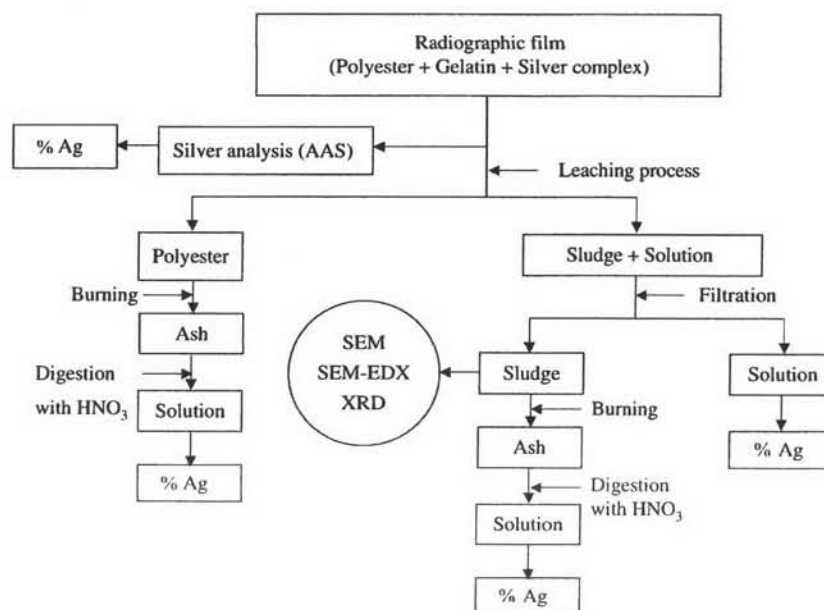 Radiographic film
(Polyester + Gelatin + Silver complex)
% Ag
Silver analysis (AAS)
Leaching process
Polyester
Sludge + Solution
Burning
Filtration
Ash
SEM
SEM-EDX
XRD
Sludge
Solution
Digestion
with HNO₃
Solution
Burning
Ash
% Ag
% Ag
Digestion
with HNO₃
Solution
% Ag